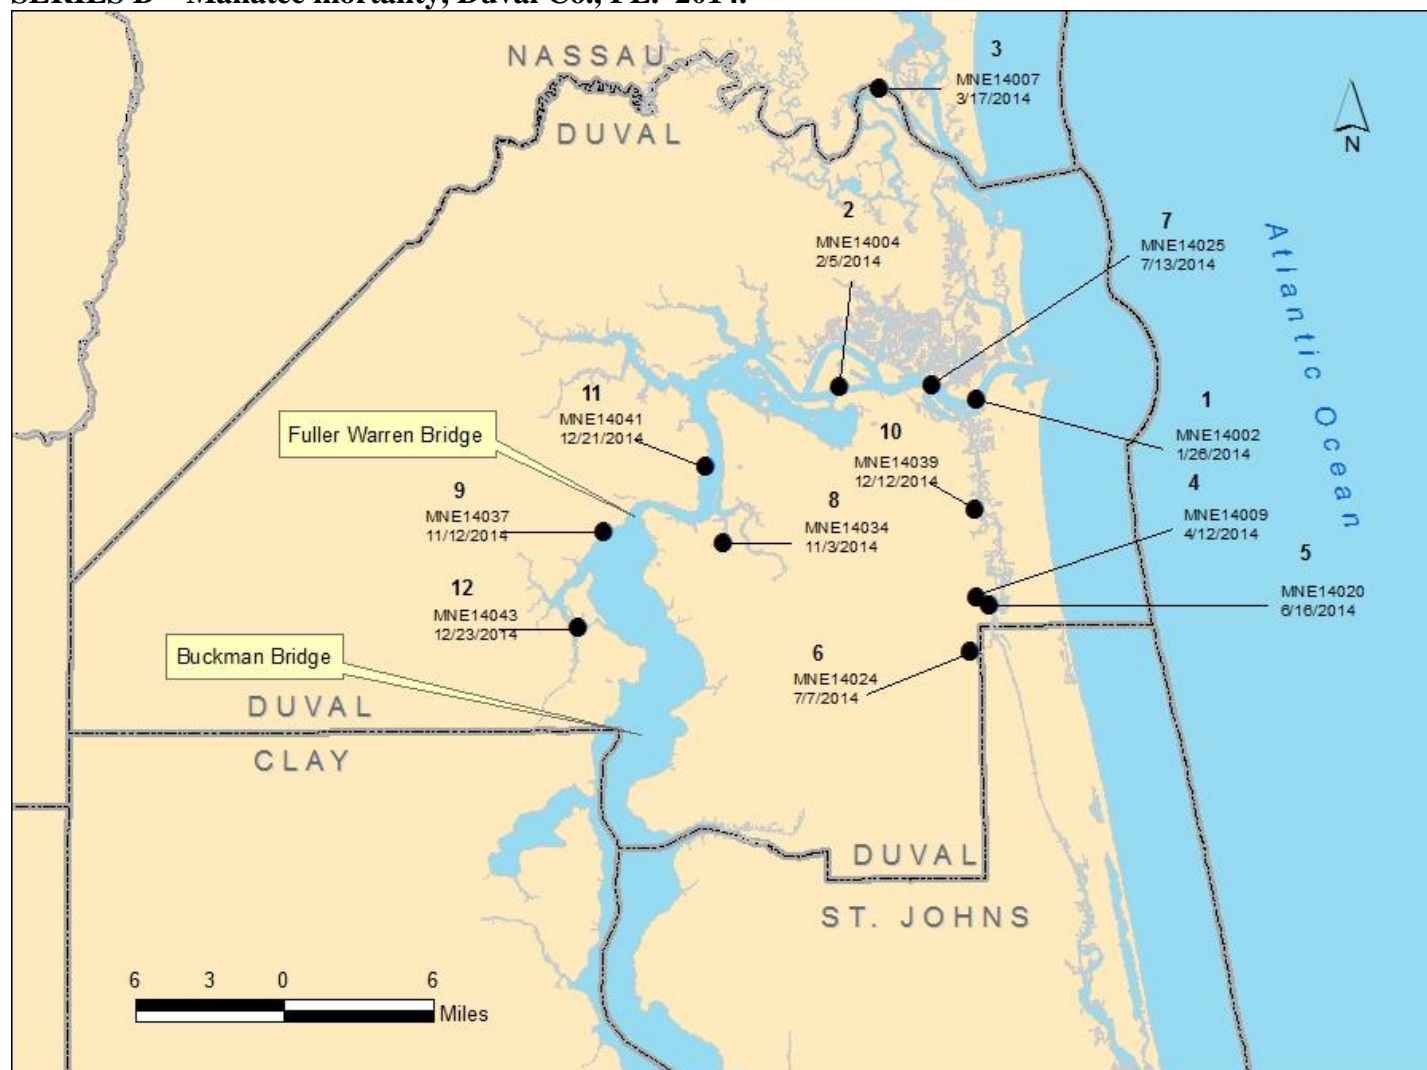 SERIES B – Manatee mortality, Duval Co., FL. 2014.
NASSAU
DUVAL
3
MNE14007
3/17/2014
N
2
MNE14004
2/5/2014
7
MNE14025
7/13/2014
Atlantic Ocean
11
MNE14041
12/21/2014
Fuller Warren Bridge
10
MNE14039
12/12/2014
1
MNE14002
1/26/2014
9
MNE14037
11/12/2014
8
MNE14034
11/3/2014
4
MNE14009
4/12/2014
5
MNE14020
6/16/2014
12
MNE14043
12/23/2014
Buckman Bridge
6
MNE14024
7/7/2014
DUVAL
CLAY
DUVAL
ST. JOHNS
6 3 0 6
Miles